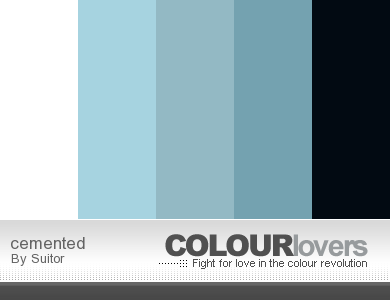 cemented
By Suitor
COLOURlovers
Fight for love in the colour revolution